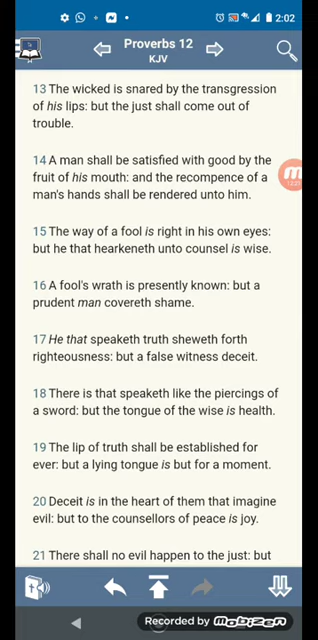 2:02
Proverbs 12
KJV
13 The wicked is snared by the transgression
of his lips: but the just shall come out of
trouble.
14 A man shall be satisfied with good by the
fruit of his mouth: and the recompence of a
man's hands shall be rendered unto him.
15 The way of a fool is right in his own eyes:
but he that hearkeneth unto counsel is wise.
16 A fool's wrath is presently known: but a
prudent man covereth shame.
17 He that speaketh truth sheweth forth
righteousness: but a false witness deceit.
18 There is that speaketh like the piercings of
a sword: but the tongue of the wise is health.
19 The lip of truth shall be established for
ever: but a lying tongue is but for a moment.
20 Deceit is in the heart of them that imagine
evil: but to the counsellors of peace is joy.
21 There shall no evil happen to the just: but
Recorded by mobizen